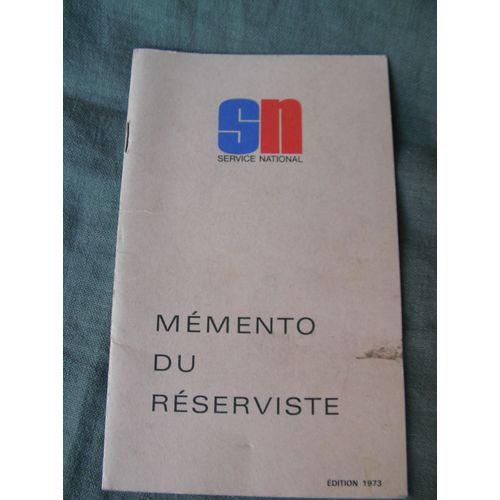 sn
SERVICE NATIONAL
MÉMENTO
DU
RÉSERVISTE
ÉDITION 1973